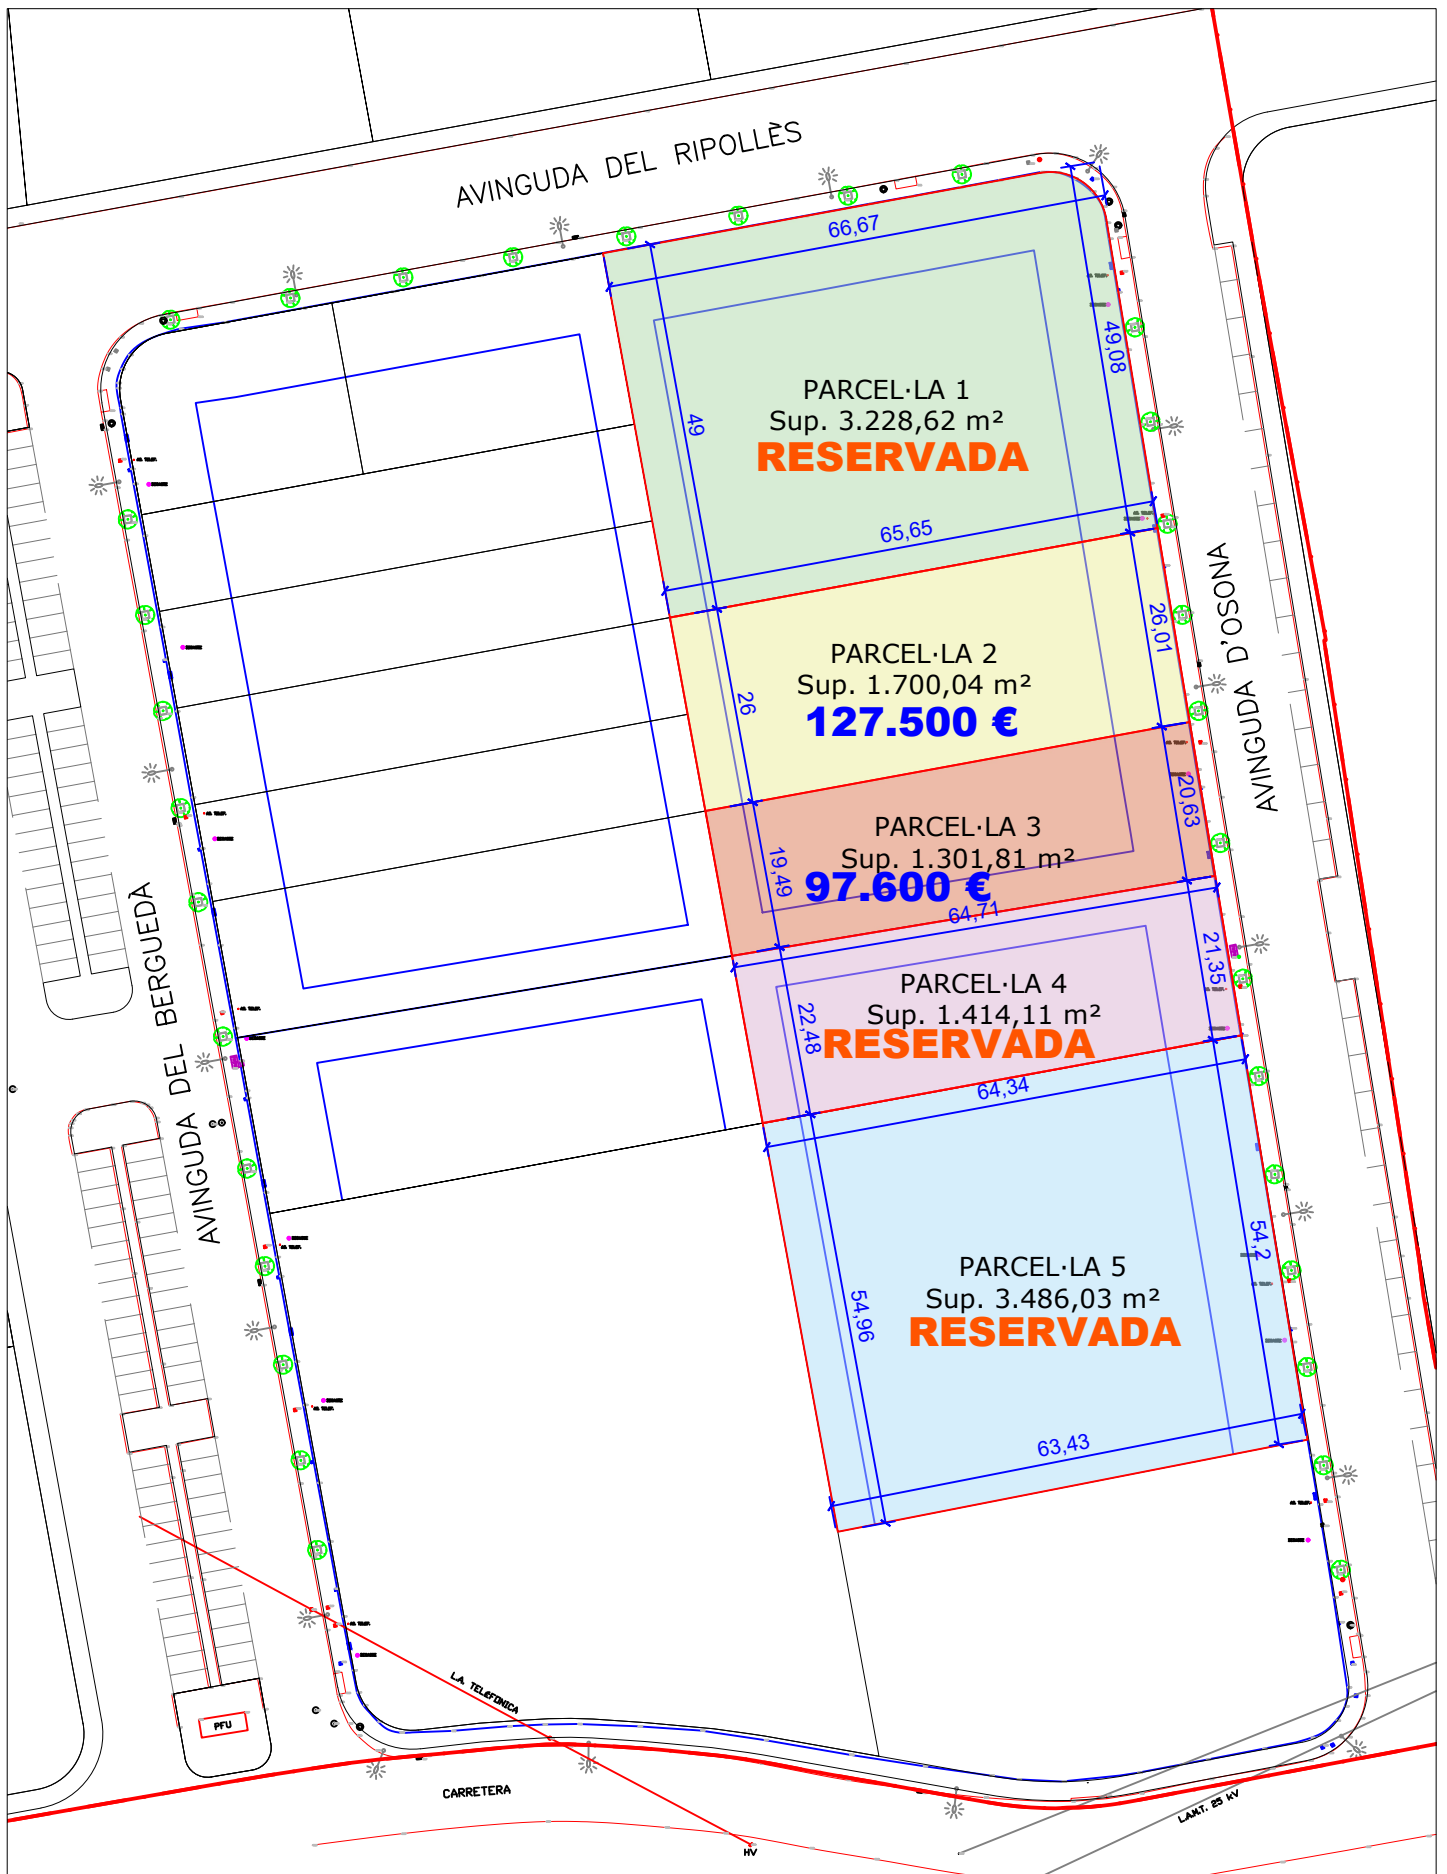 AVINGUDA DEL RIPOLLÈS
66,67
49,08
49
PARCEL·LA 1
Sup. 3.228,62 m²
RESERVADA
65,65
AVINGUDA D'OSONA
26,01
26
PARCEL·LA 2
Sup. 1.700,04 m²
127.500 €
20,63
19,49
PARCEL·LA 3
Sup. 1.301,81 m²
97.600 €
64,71
AVINGUDA DEL BERGUEDÀ
21,35
22,48
PARCEL·LA 4
Sup. 1.414,11 m²
RESERVADA
64,34
54,2
54,96
PARCEL·LA 5
Sup. 3.486,03 m²
RESERVADA
63,43
L.A. TELEFONICA
PFU
CARRETERA
L.A.M.T. 25 KV
HV